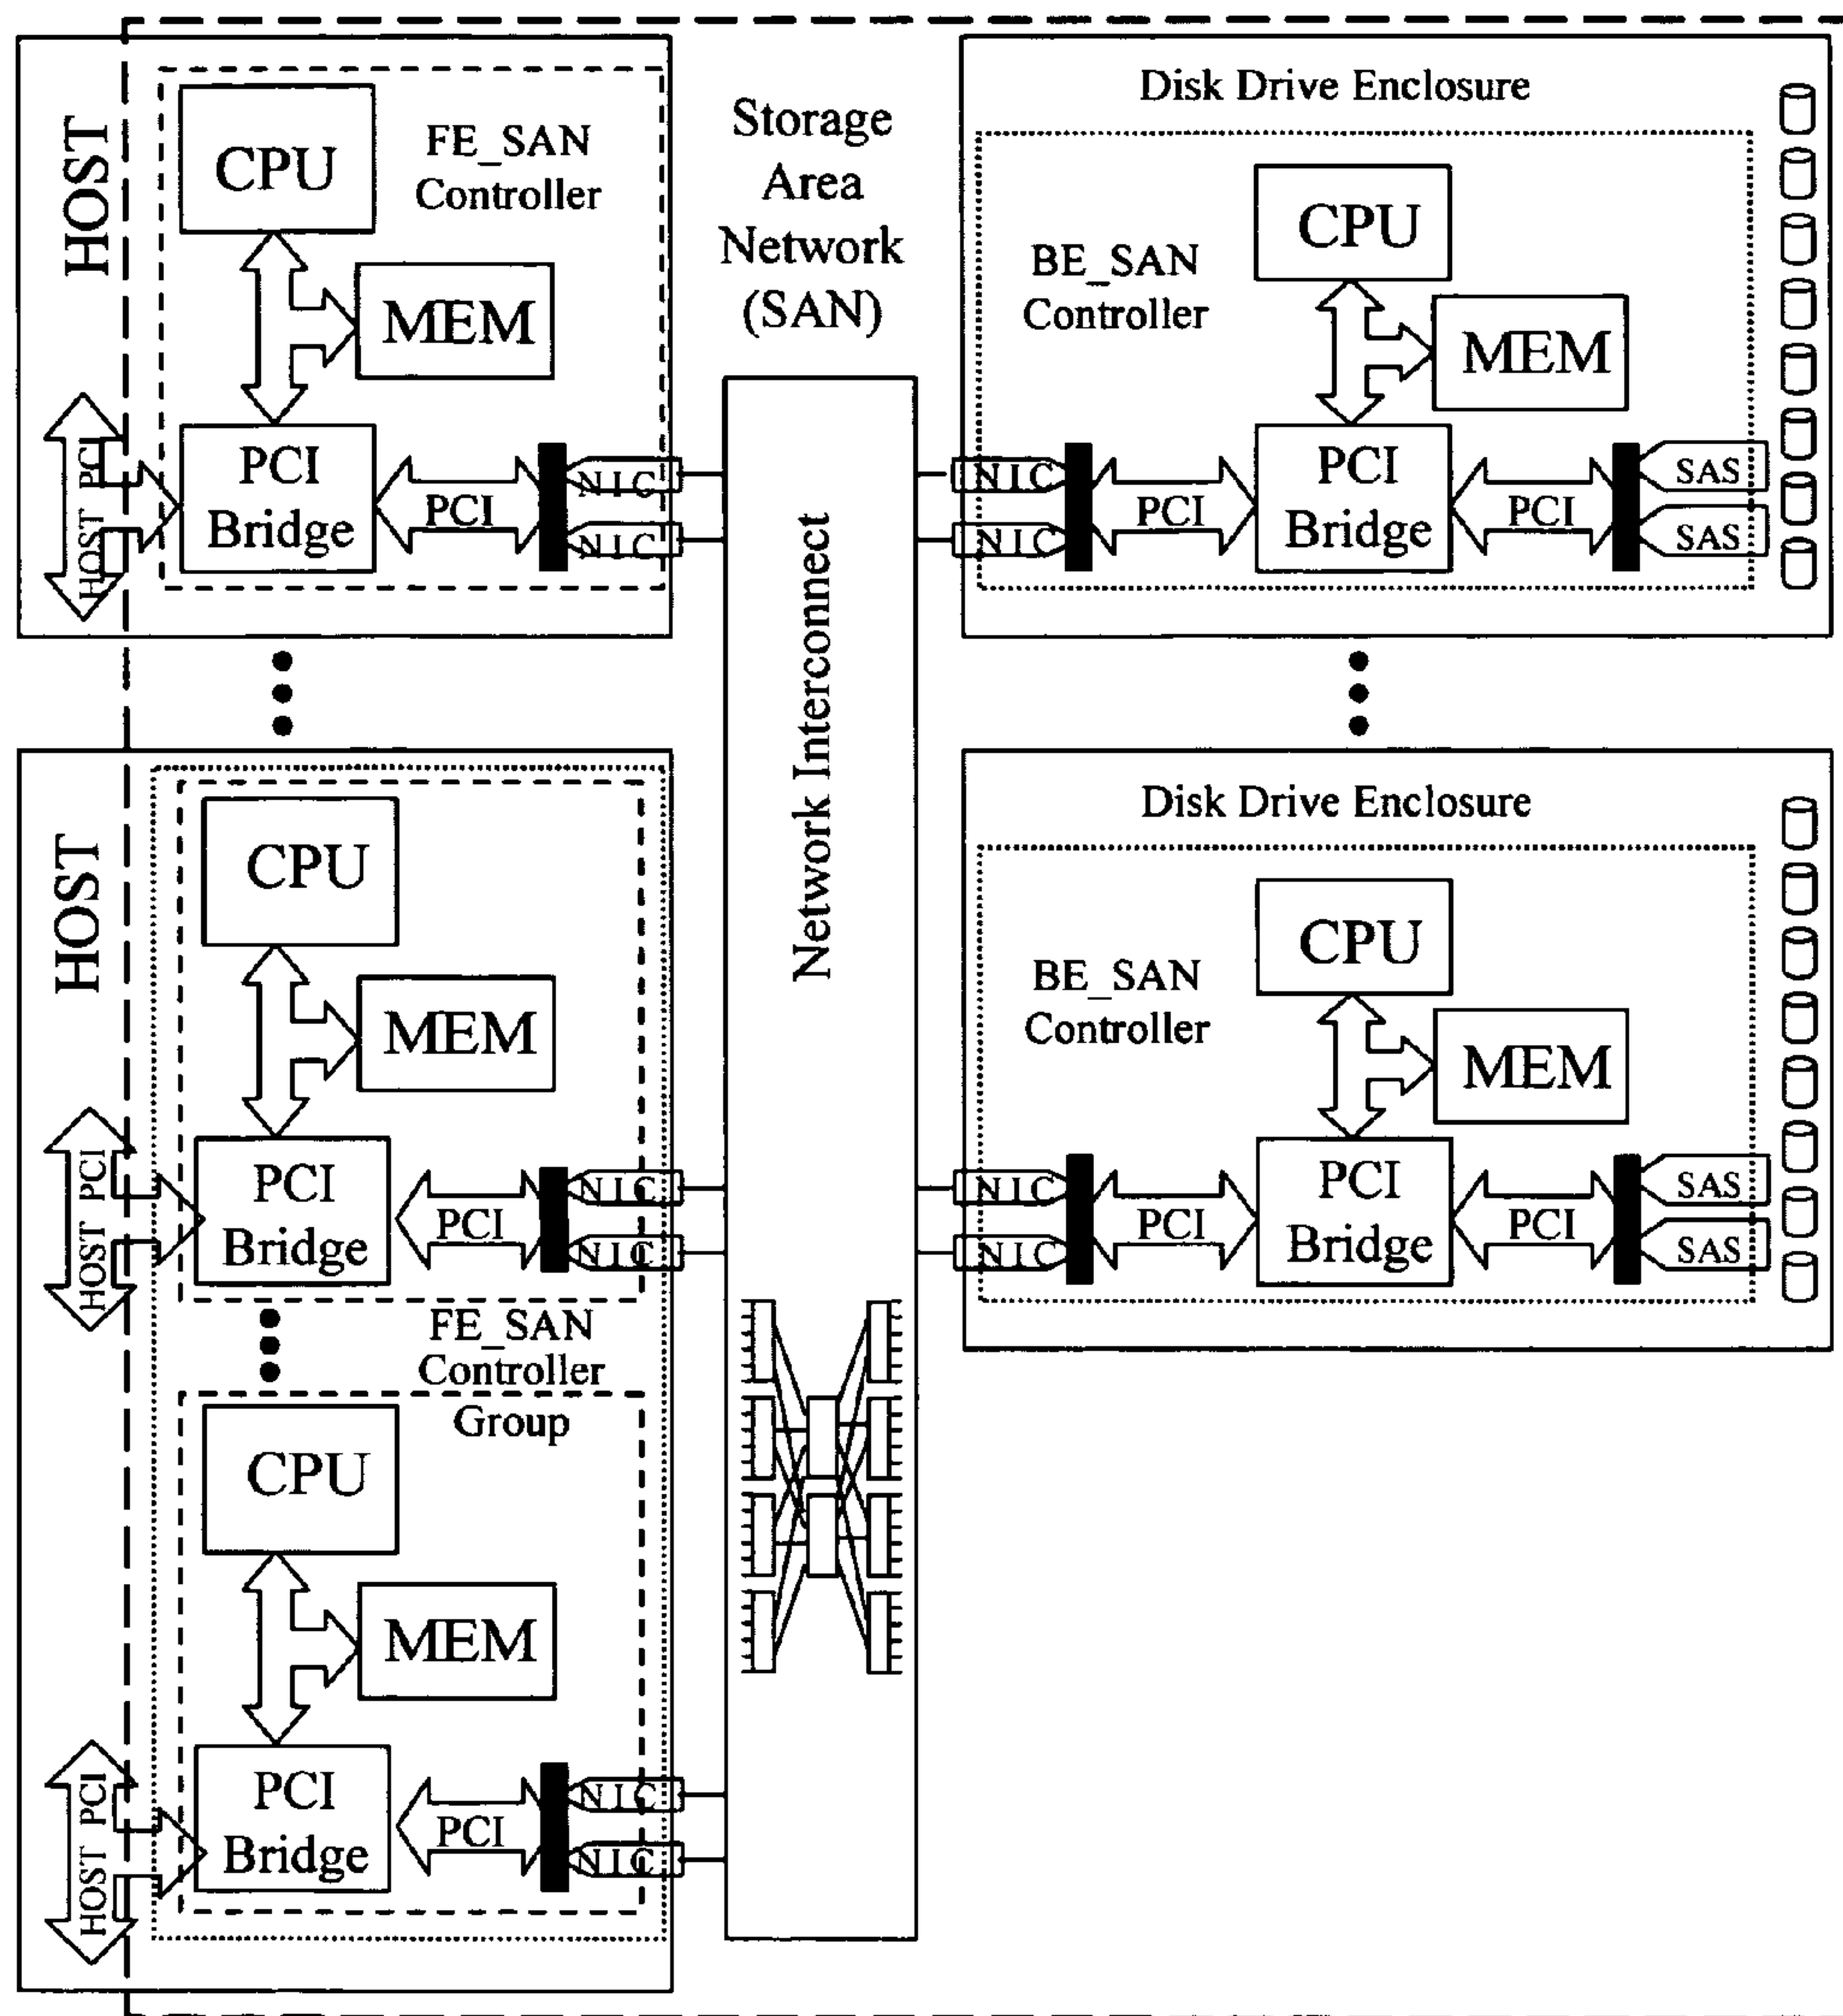 HOST
CPU
FE_SAN
Controller
MEM
HOST PCI
PCI
Bridge
PCI
NIC
NIC
Storage
Area
Network
(SAN)
Network Interconnect
Disk Drive Enclosure
BE_SAN
Controller
CPU
MEM
NIC
NIC
PCI
PCI
Bridge
PCI
SAS
SAS
HOST
CPU
MEM
HOST PCI
PCI
Bridge
PCI
NIC
NIC
FE_SAN
Controller
Group
CPU
MEM
HOST PCI
PCI
Bridge
PCI
NIC
NIC
Disk Drive Enclosure
BE_SAN
Controller
CPU
MEM
NIC
NIC
PCI
PCI
Bridge
PCI
SAS
SAS